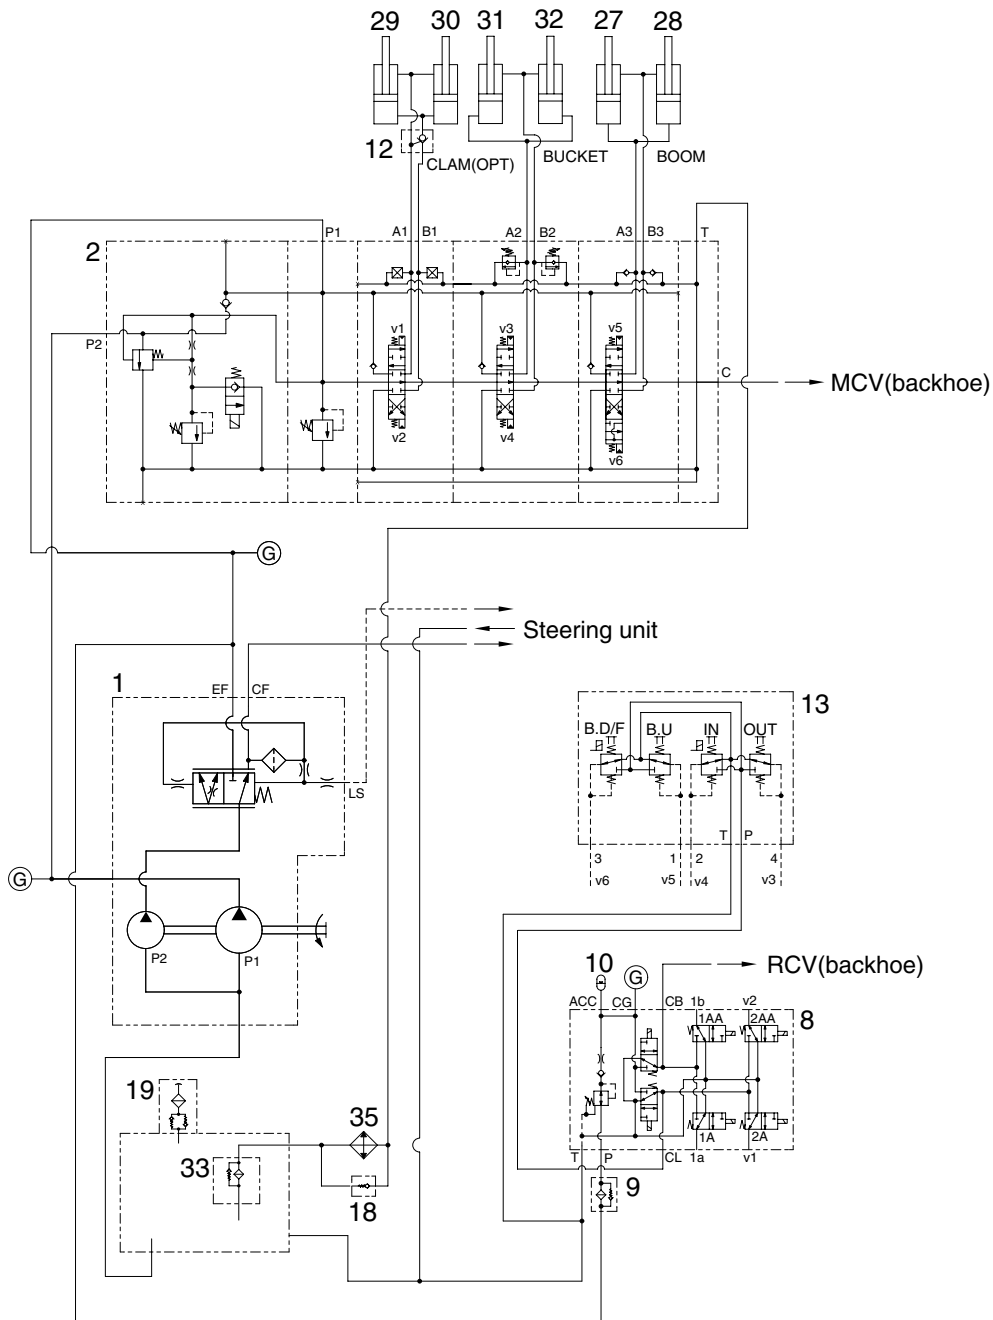 29 30 31 32 27 28
12
CLAM(OPT) BUCKET BOOM
P1 A1 B1 A2 B2 A3 B3 T
2
v1 v3 v5
P2
C MCV(backhoe)
v2 v4 v6
G
Steering unit
1
EF CF
LS
13
B.D/F B.U IN OUT
T P
3 1 2 4
v6 v5 v4 v3
G
P2 P1
10 G RCV(backhoe)
ACC CG CB 1b v2
8
1AA 2AA
19
35
33
18
1A 2A
T P CL 1a v1
9